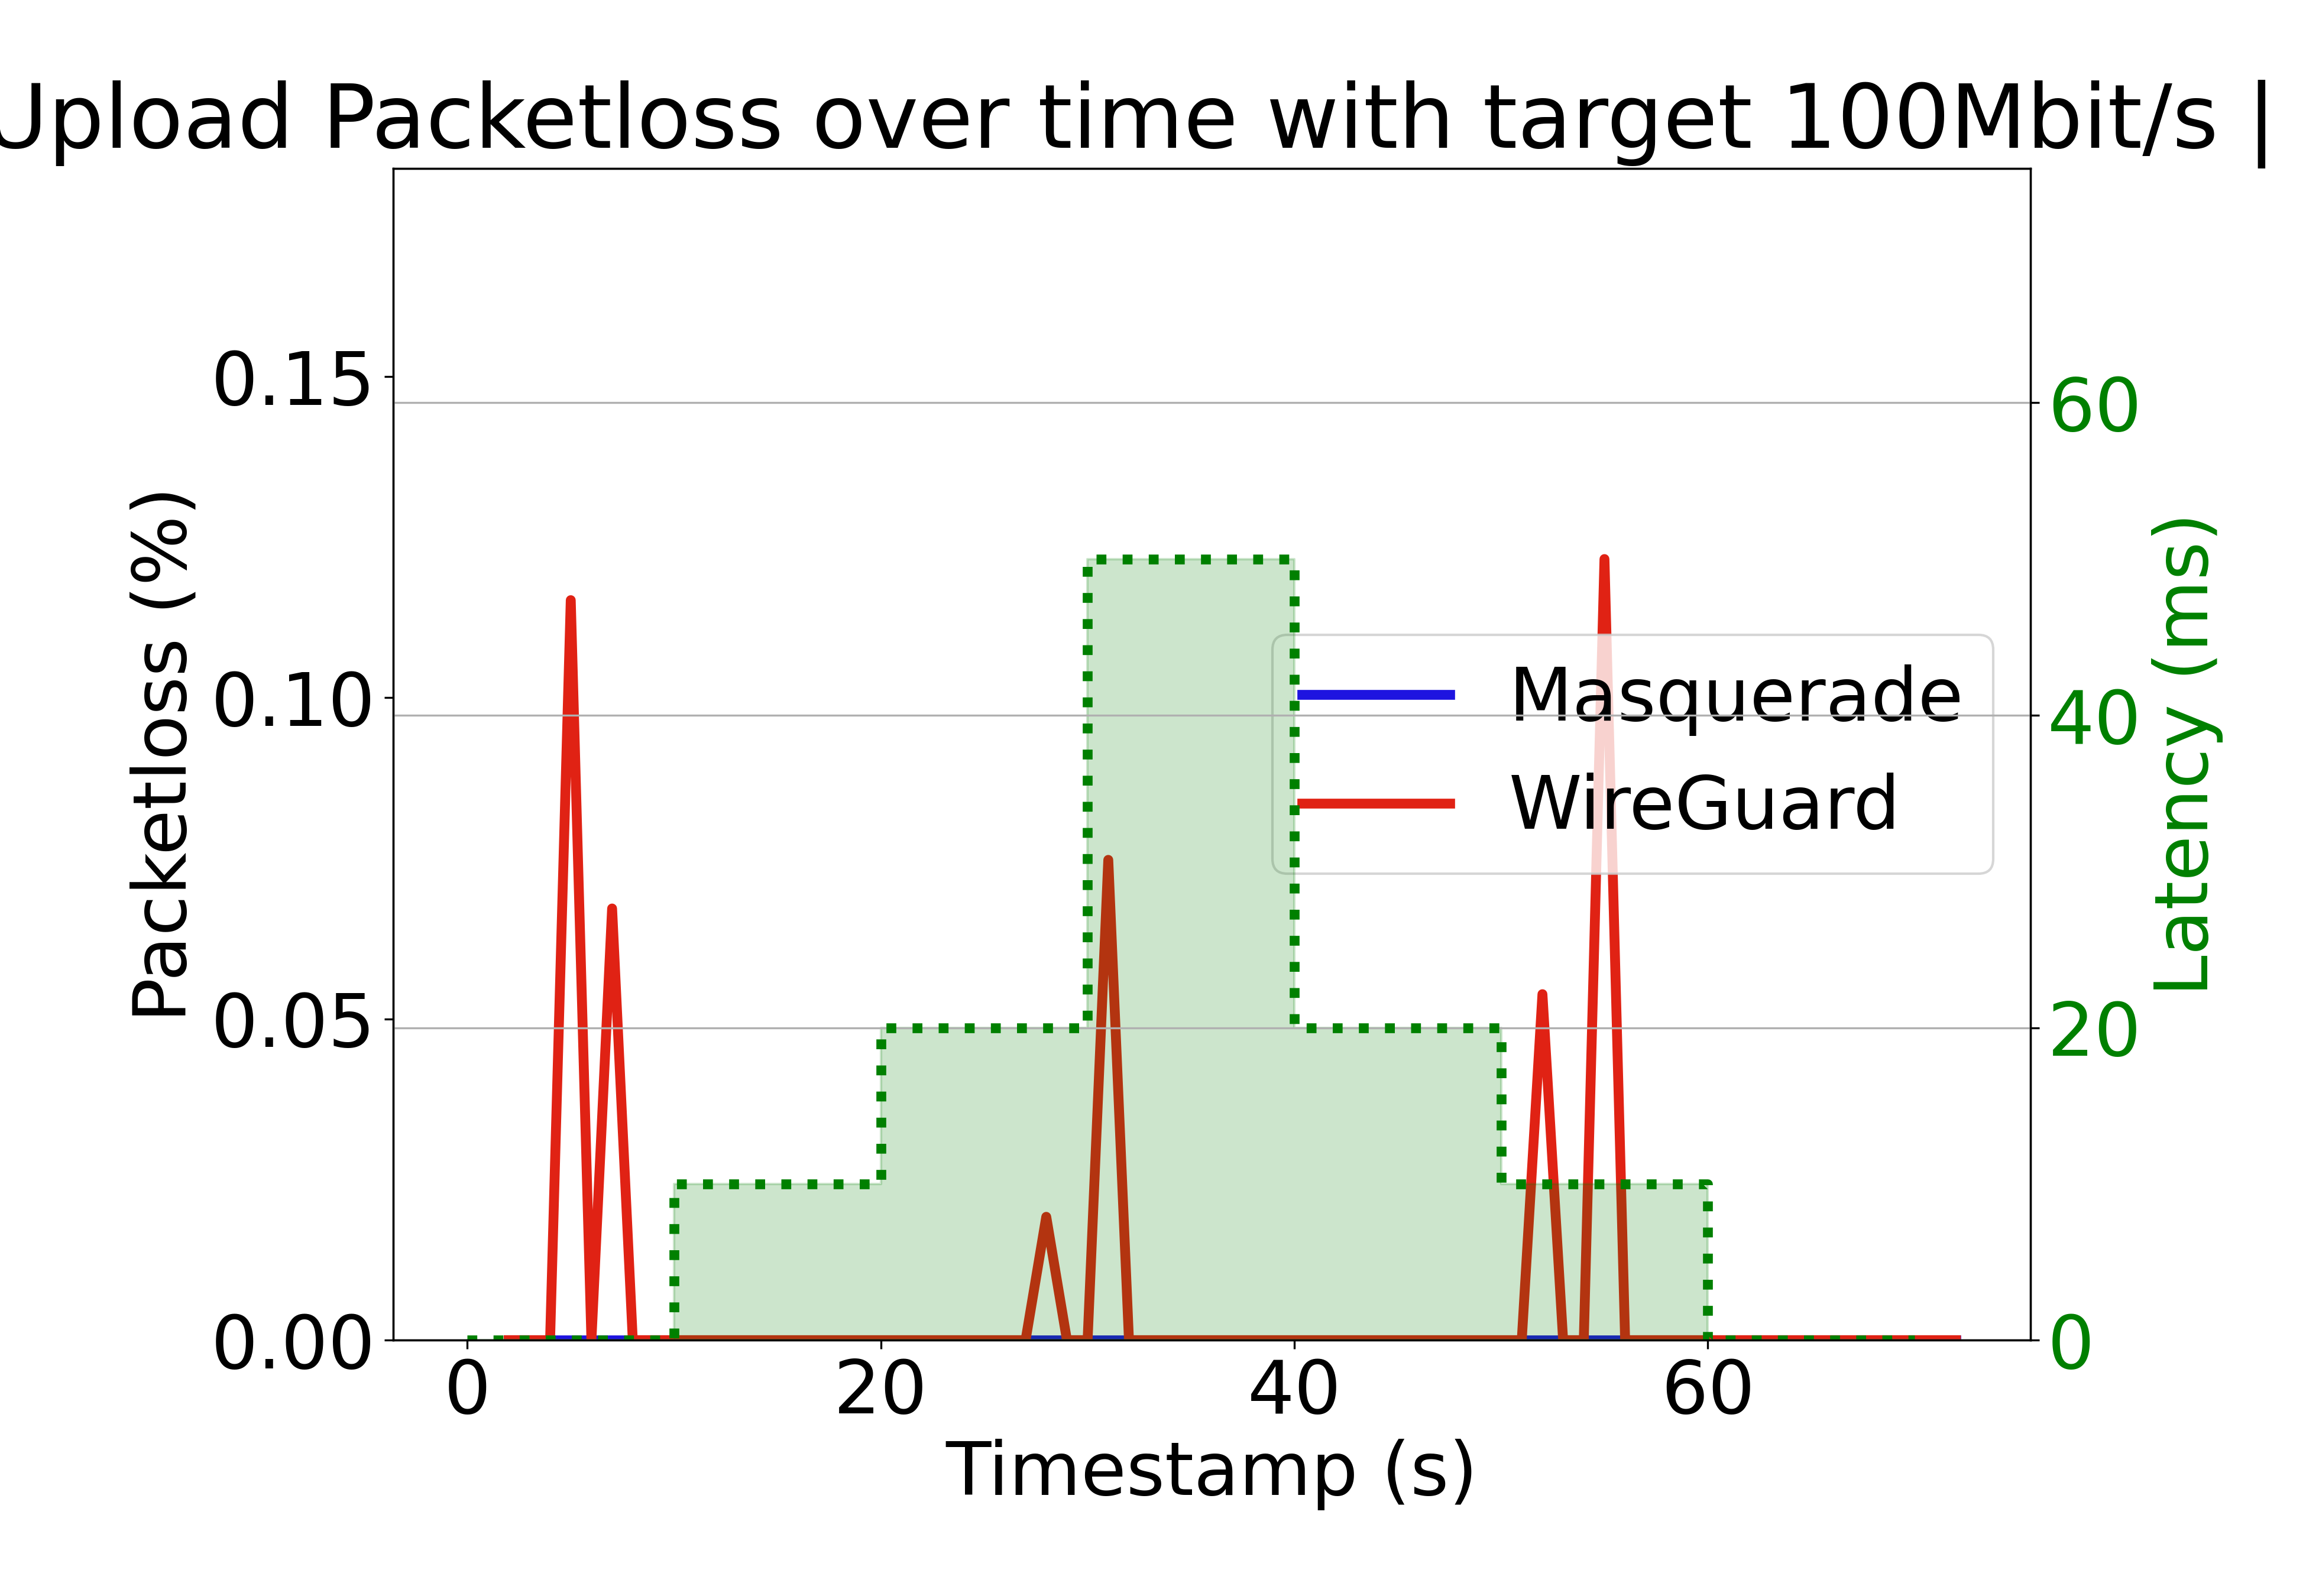 Upload Packetloss over time with target 100Mbit/s |
0.15
0.10
0.05
0.00
Packetloss (%)
60
40
20
0
Latency (ms)
Masquerade
WireGuard
0 20 40 60
Timestamp (s)